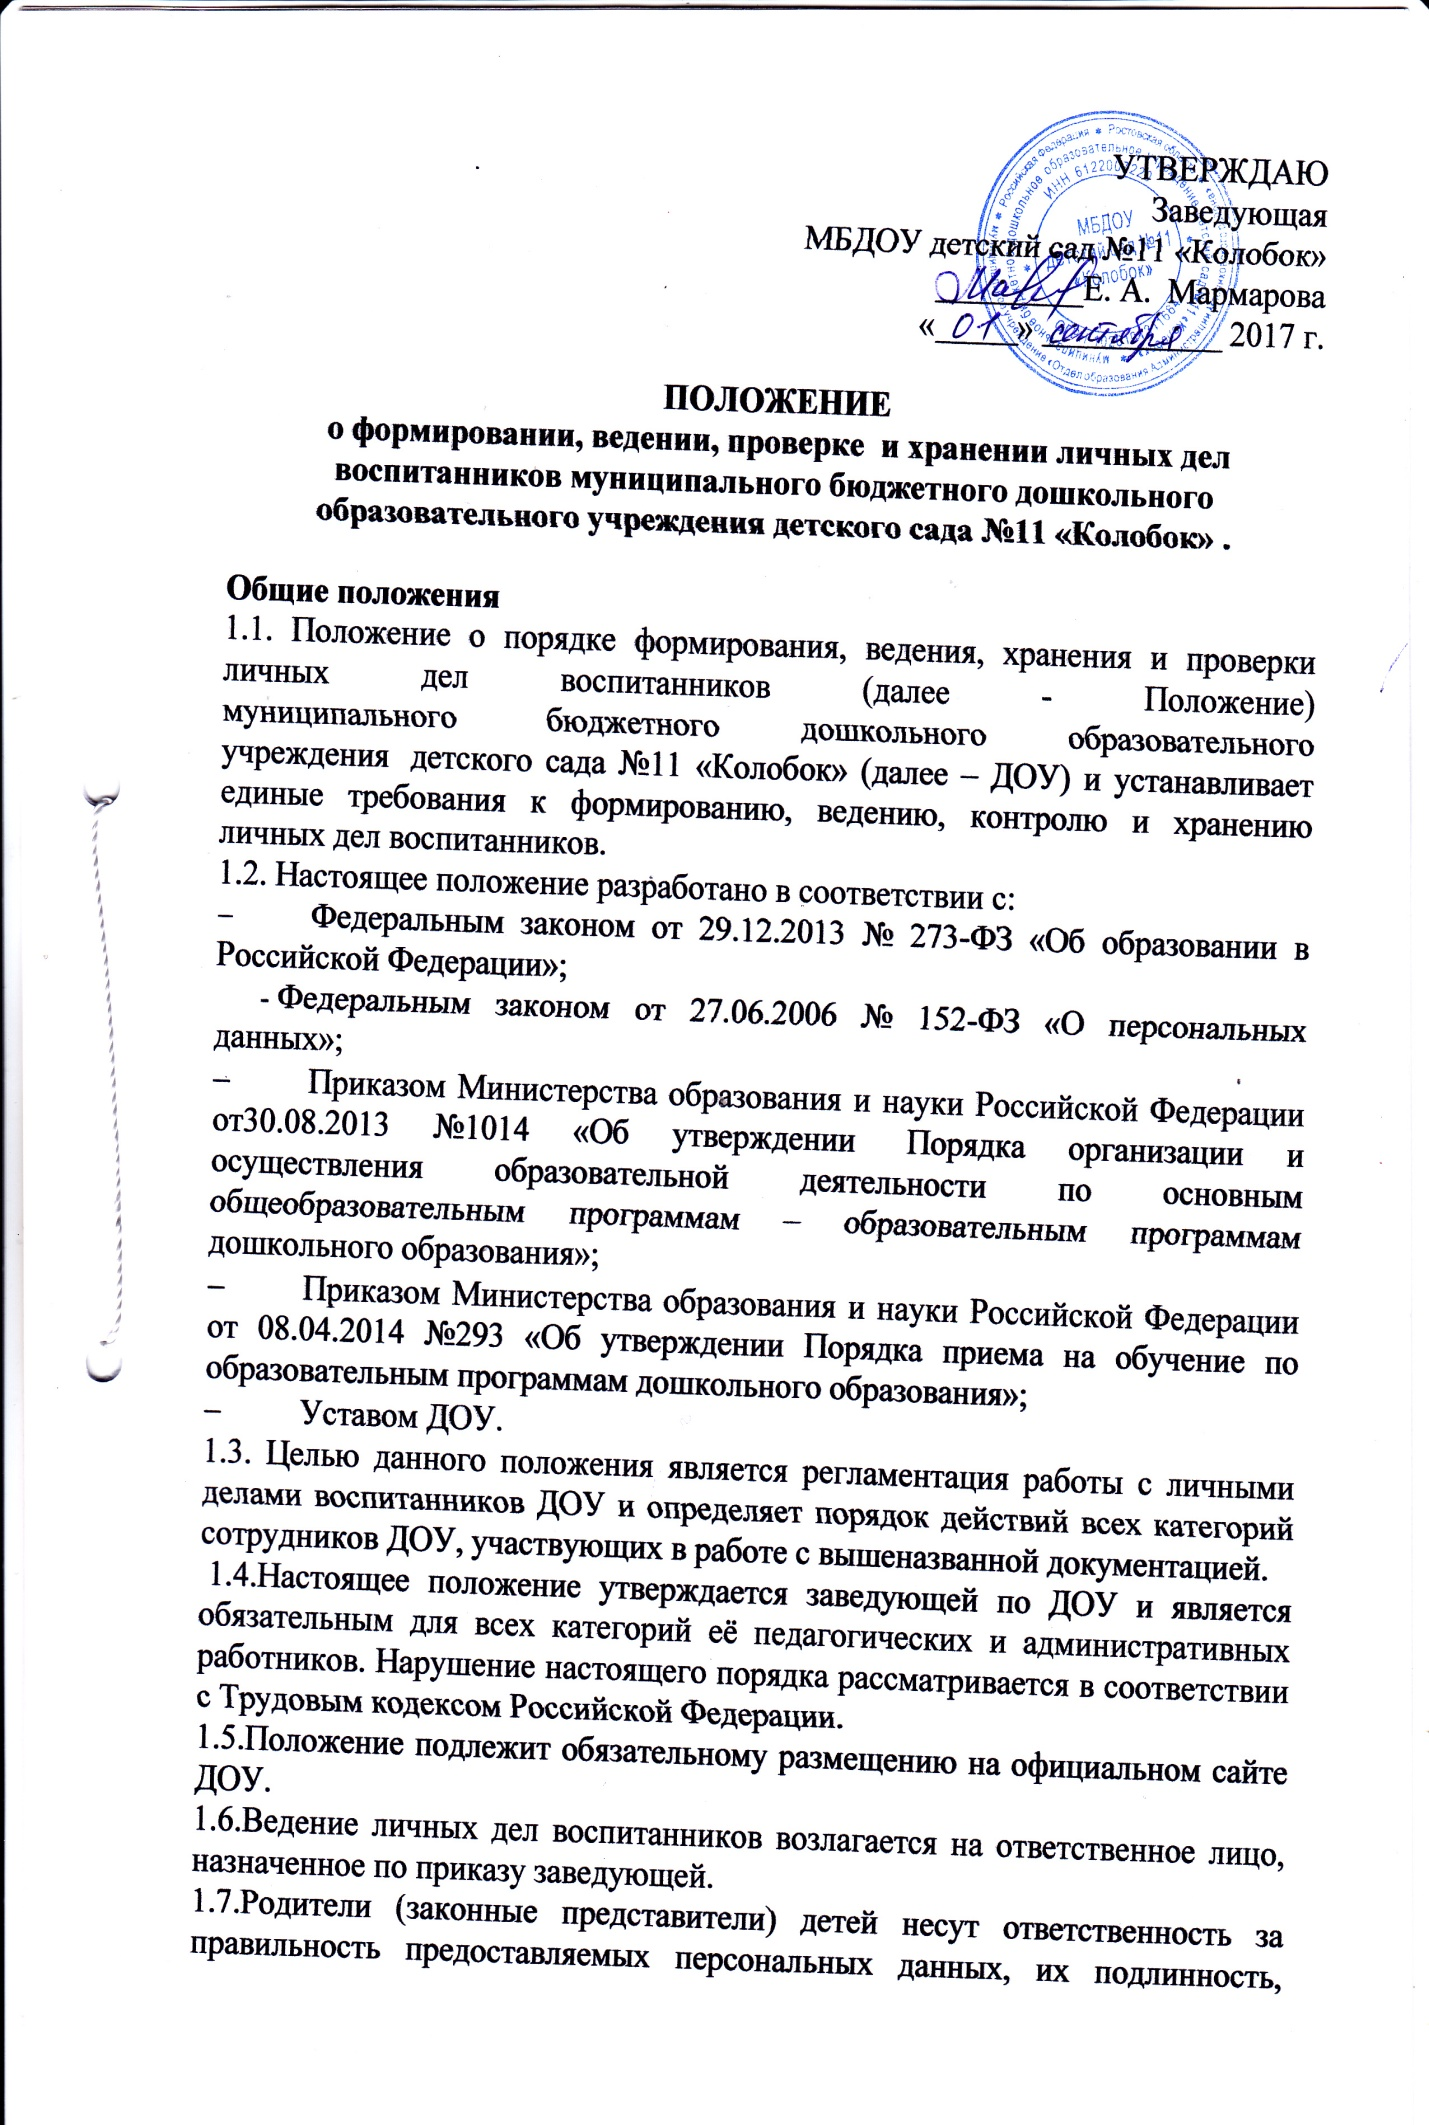 УТВЕРЖДАЮ
Заведующая
МБДОУ детский сад №11 «Колобок»
Е. А. Мармарова
« 01 » сентября 2017 г.
МБДОУ
детский сад №11
«Колобок»
ПОЛОЖЕНИЕ
о формировании, ведении, проверке и хранении личных дел
воспитанников муниципального бюджетного дошкольного
образовательного учреждения детского сада №11 «Колобок» .
Общие положения
1.1. Положение о порядке формирования, ведения, хранения и проверки
личных дел воспитанников (далее - Положение)
муниципального бюджетного дошкольного образовательного
учреждения детского сада №11 «Колобок» (далее – ДОУ) и устанавливает
единые требования к формированию, ведению, контролю и хранению
личных дел воспитанников.
1.2. Настоящее положение разработано в соответствии с:
– Федеральным законом от 29.12.2013 № 273-ФЗ «Об образовании в
Российской Федерации»;
- Федеральным законом от 27.06.2006 № 152-ФЗ «О персональных
данных»;
– Приказом Министерства образования и науки Российской Федерации
от30.08.2013 №1014 «Об утверждении Порядка организации и
осуществления образовательной деятельности по основным
общеобразовательным программам – образовательным программам
дошкольного образования»;
– Приказом Министерства образования и науки Российской Федерации
от 08.04.2014 №293 «Об утверждении Порядка приема на обучение по
образовательным программам дошкольного образования»;
– Уставом ДОУ.
1.3. Целью данного положения является регламентация работы с личными
делами воспитанников ДОУ и определяет порядок действий всех категорий
сотрудников ДОУ, участвующих в работе с вышеназванной документацией.
1.4.Настоящее положение утверждается заведующей по ДОУ и является
обязательным для всех категорий её педагогических и административных
работников. Нарушение настоящего порядка рассматривается в соответствии
с Трудовым кодексом Российской Федерации.
1.5.Положение подлежит обязательному размещению на официальном сайте
ДОУ.
1.6.Ведение личных дел воспитанников возлагается на ответственное лицо,
назначенное по приказу заведующей.
1.7.Родители (законные представители) детей несут ответственность за
правильность предоставляемых персональных данных, их подлинность,